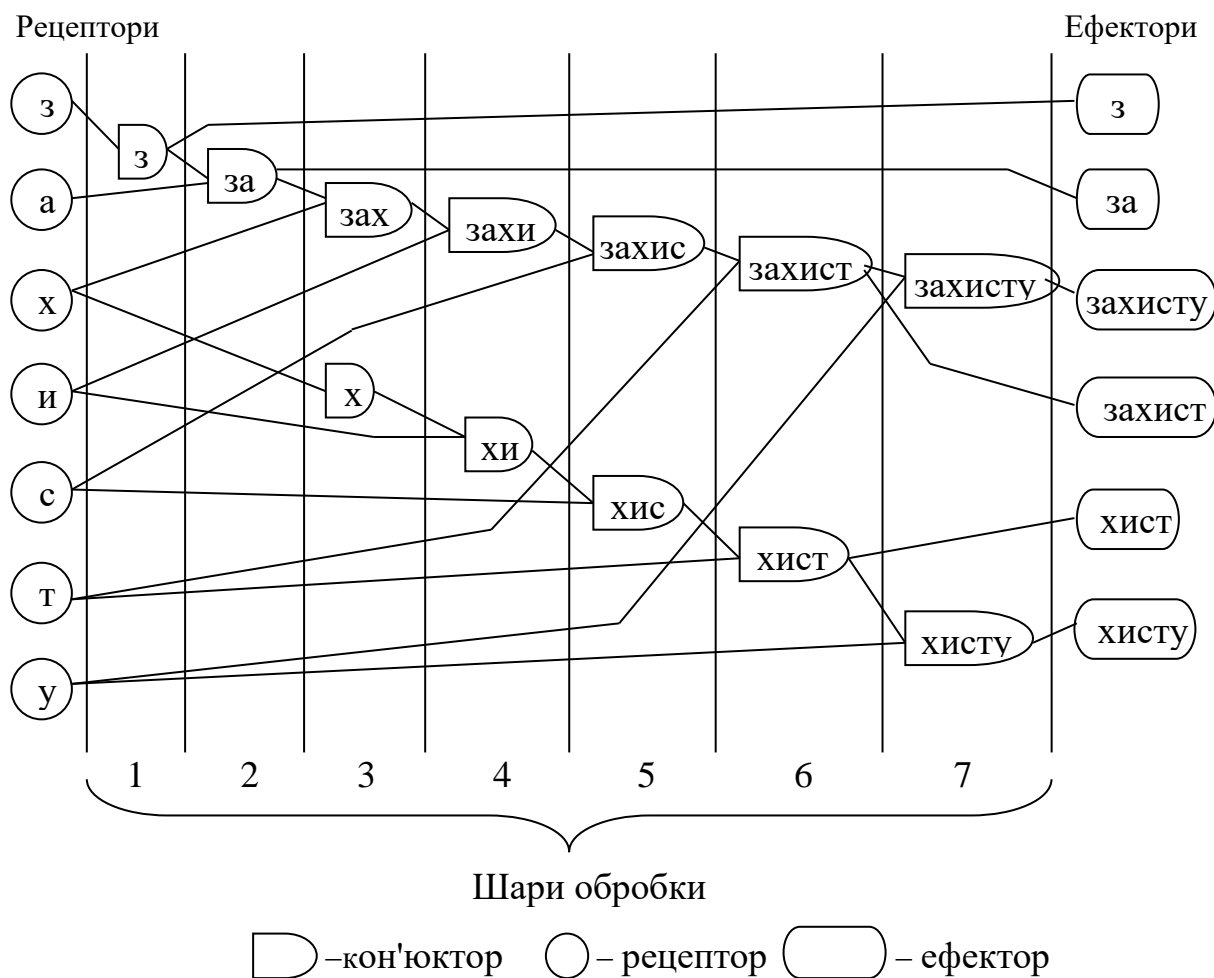 Рецептори Ефектори
з з з
а за за
зах захи
х захис захист захисту захисту
и х захист
хи
с хис хист
т хист
у хисту хисту
1 2 3 4 5 6 7
Шари обробки
–кон'юктор – рецептор – ефектор